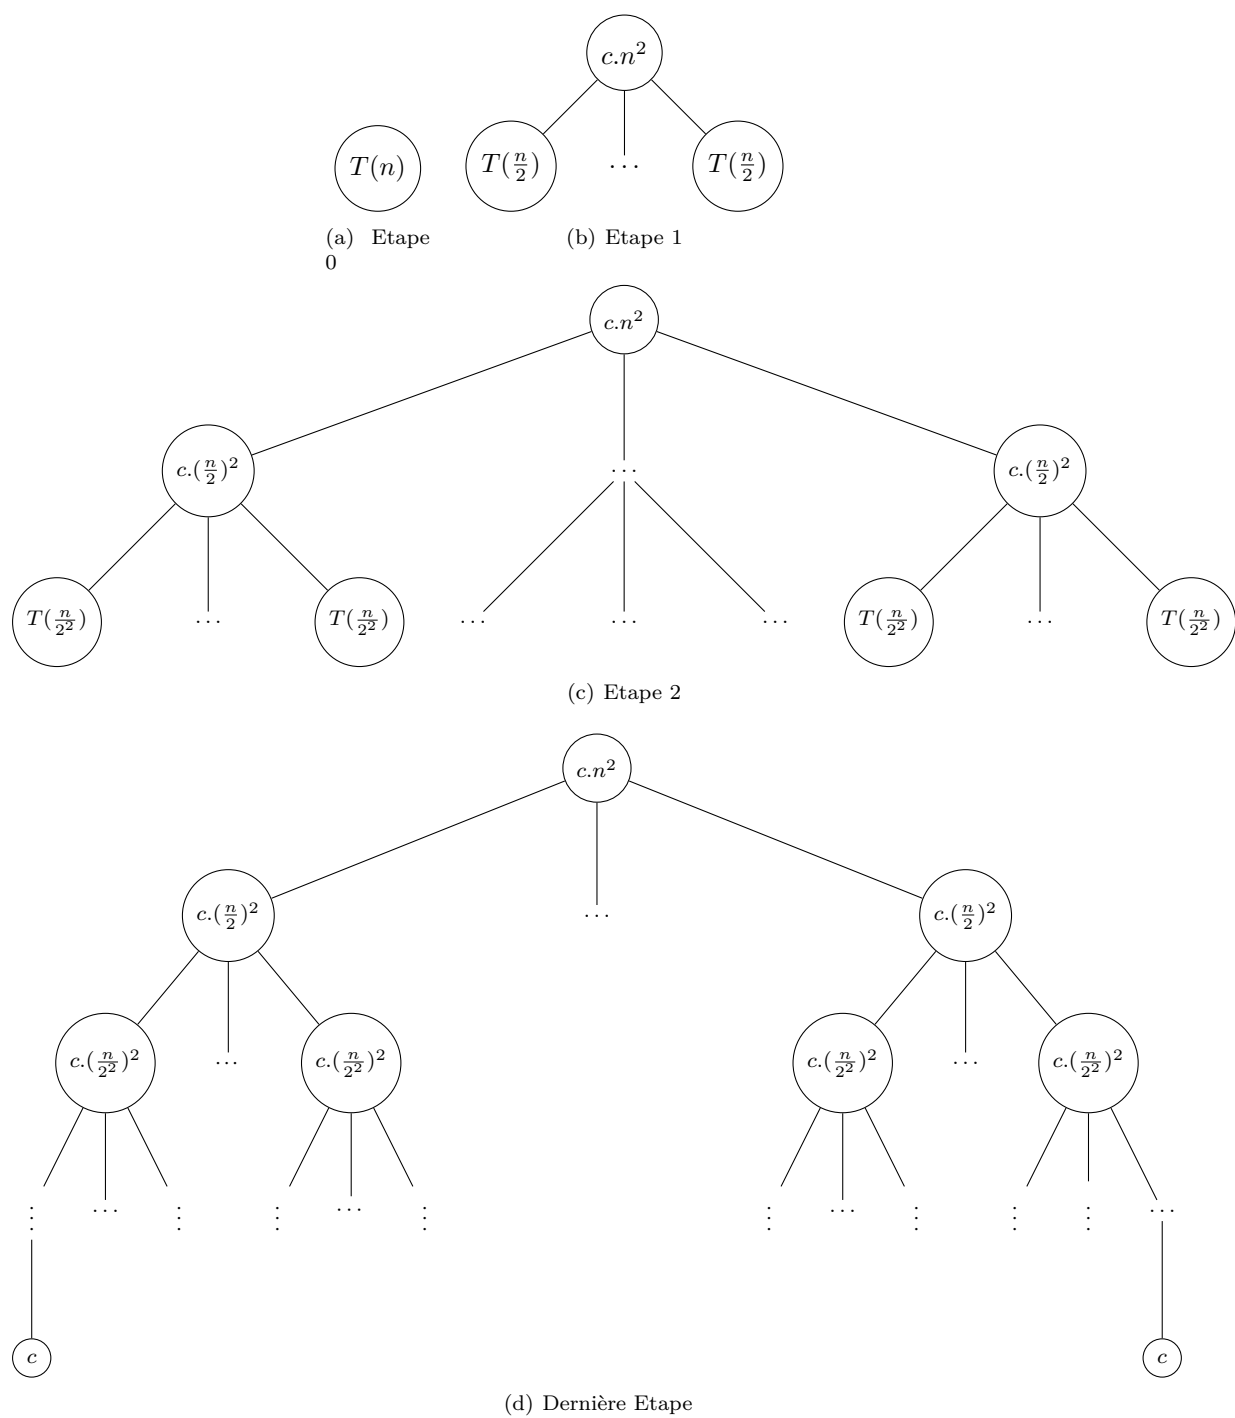 c.n²
T(n)
T(n/2) ... T(n/2)
(a) Etape
0
(b) Etape 1
c.n²
c.(n/2)² ... c.(n/2)²
T(n/2²) ... T(n/2²) ... ... ... T(n/2²) ... T(n/2²)
(c) Etape 2
c.n²
c.(n/2)² ... c.(n/2)²
c.(n/2²)² ... c.(n/2²)² c.(n/2²)² ... c.(n/2²)²
⋮ ... ⋮ ⋮ ... ⋮ ⋮ ... ⋮ ⋮ ⋮ ...
c c
(d) Dernière Etape